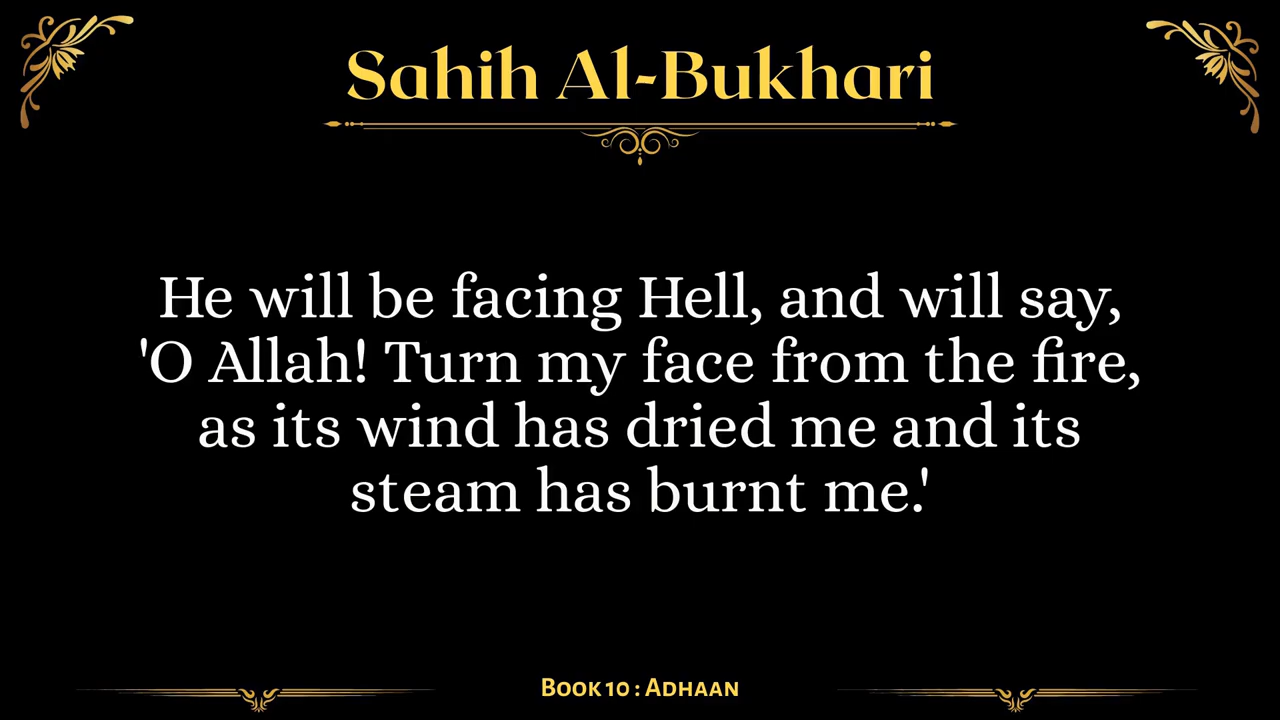 Sahih Al-Bukhari
He will be facing Hell, and will say,
'O Allah! Turn my face from the fire,
as its wind has dried me and its
steam has burnt me.'
Book 10 : Adhaan